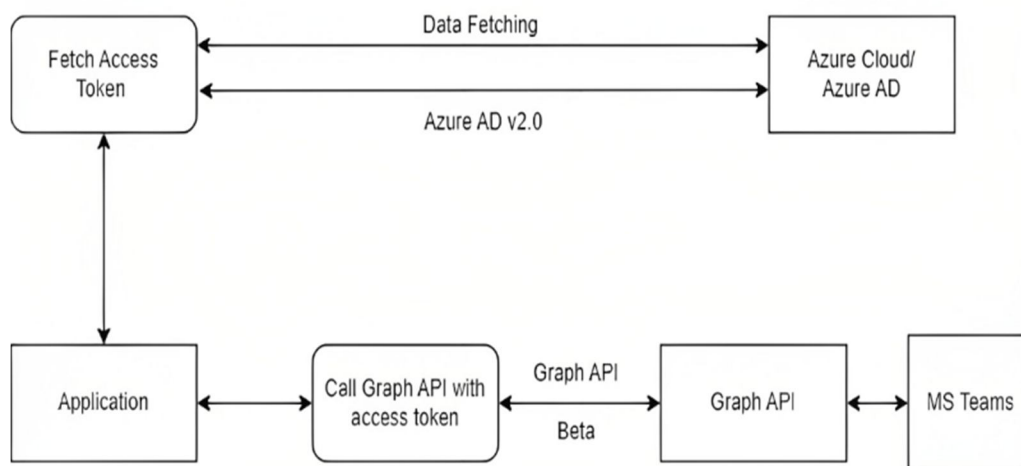 Data Fetching
Fetch Access
Token
Azure Cloud/
Azure AD
Azure AD v2.0
Application
Call Graph API with
access token
Graph API
Beta
Graph API
MS Teams